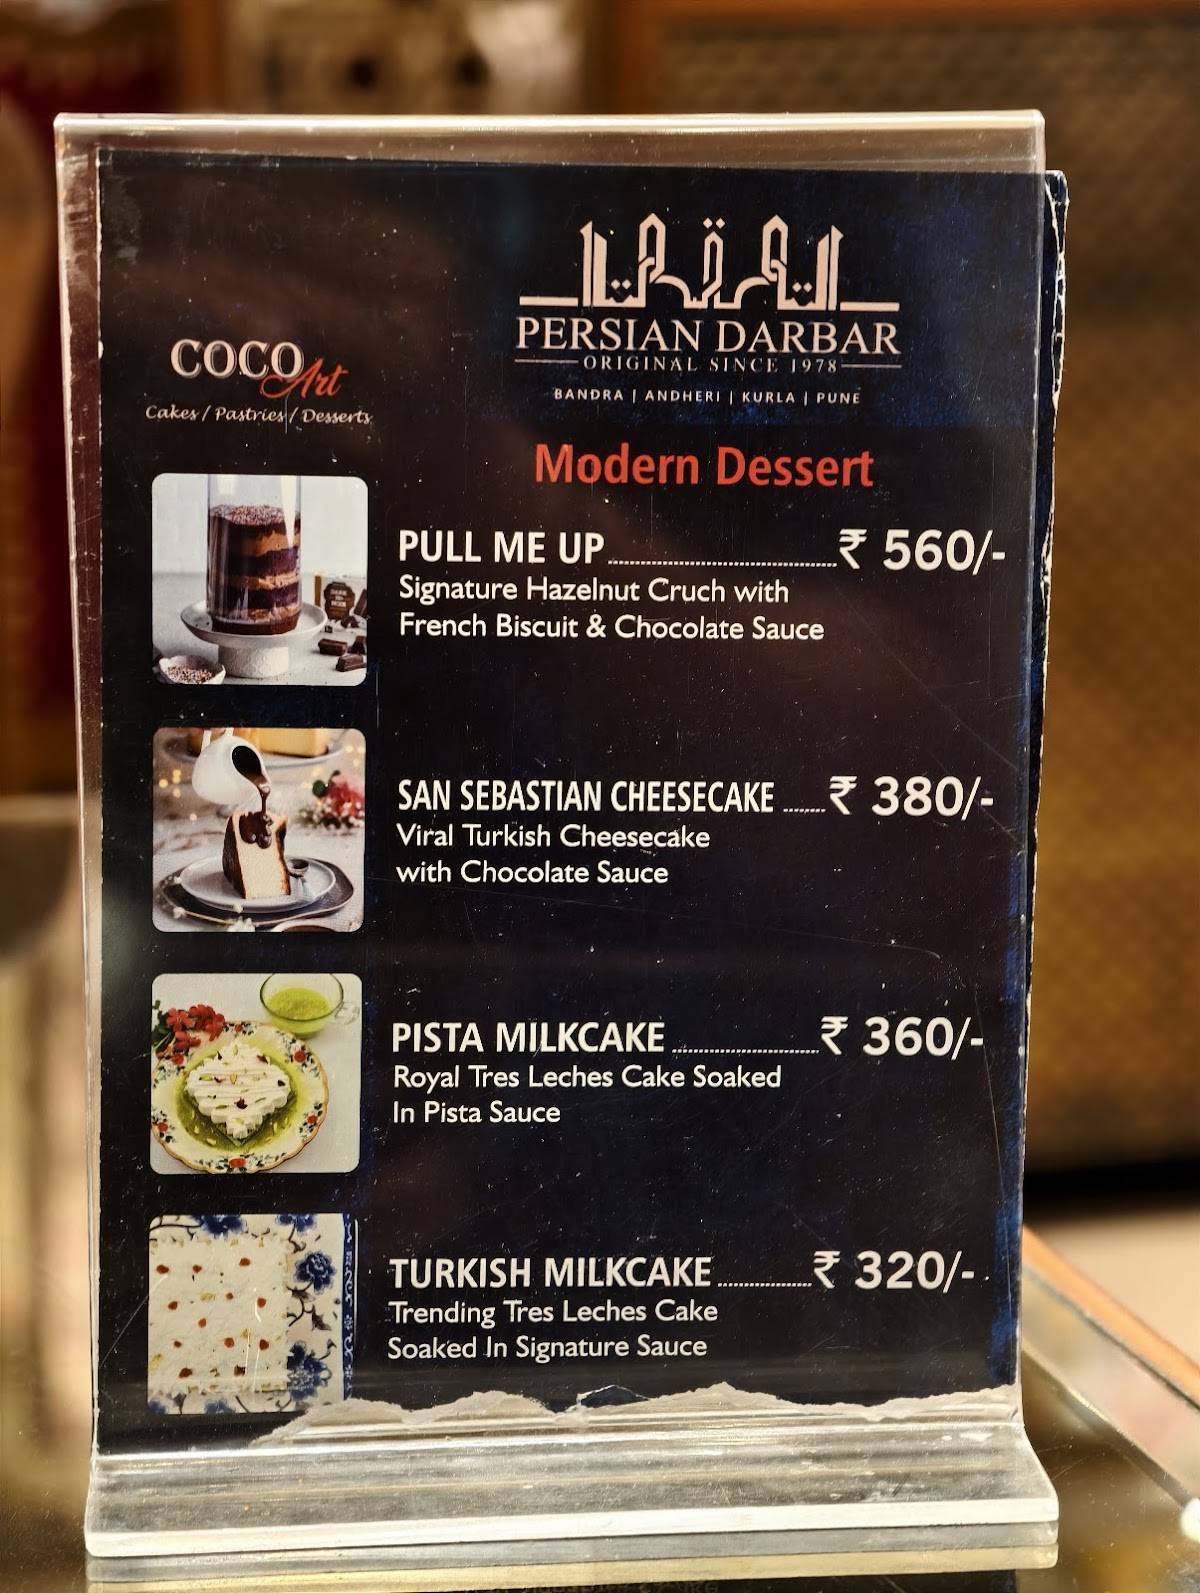 PERSIAN DARBAR
ORIGINAL SINCE 1978
BANDRA | ANDHERI | KURLA | PUNE
COCO Art
Cakes / Pastries / Desserts
Modern Dessert
PULL ME UP ₹ 560/-
Signature Hazelnut Cruch with
French Biscuit & Chocolate Sauce
SAN SEBASTIAN CHEESECAKE ₹ 380/-
Viral Turkish Cheesecake
with Chocolate Sauce
PISTA MILKCAKE ₹ 360/-
Royal Tres Leches Cake Soaked
In Pista Sauce
TURKISH MILKCAKE ₹ 320/-
Trending Tres Leches Cake
Soaked In Signature Sauce